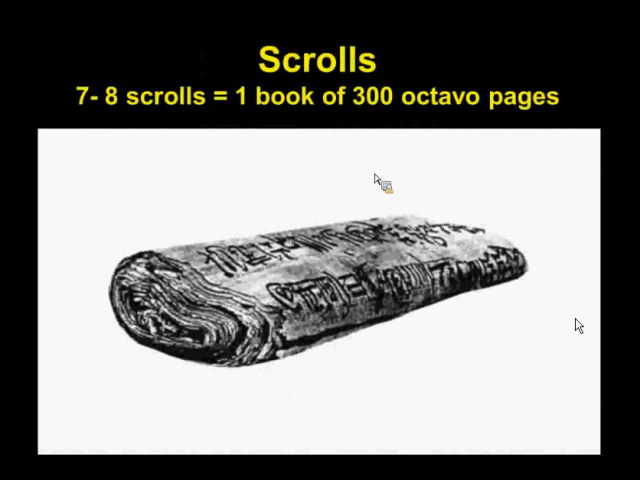 Scrolls
7- 8 scrolls = 1 book of 300 octavo pages